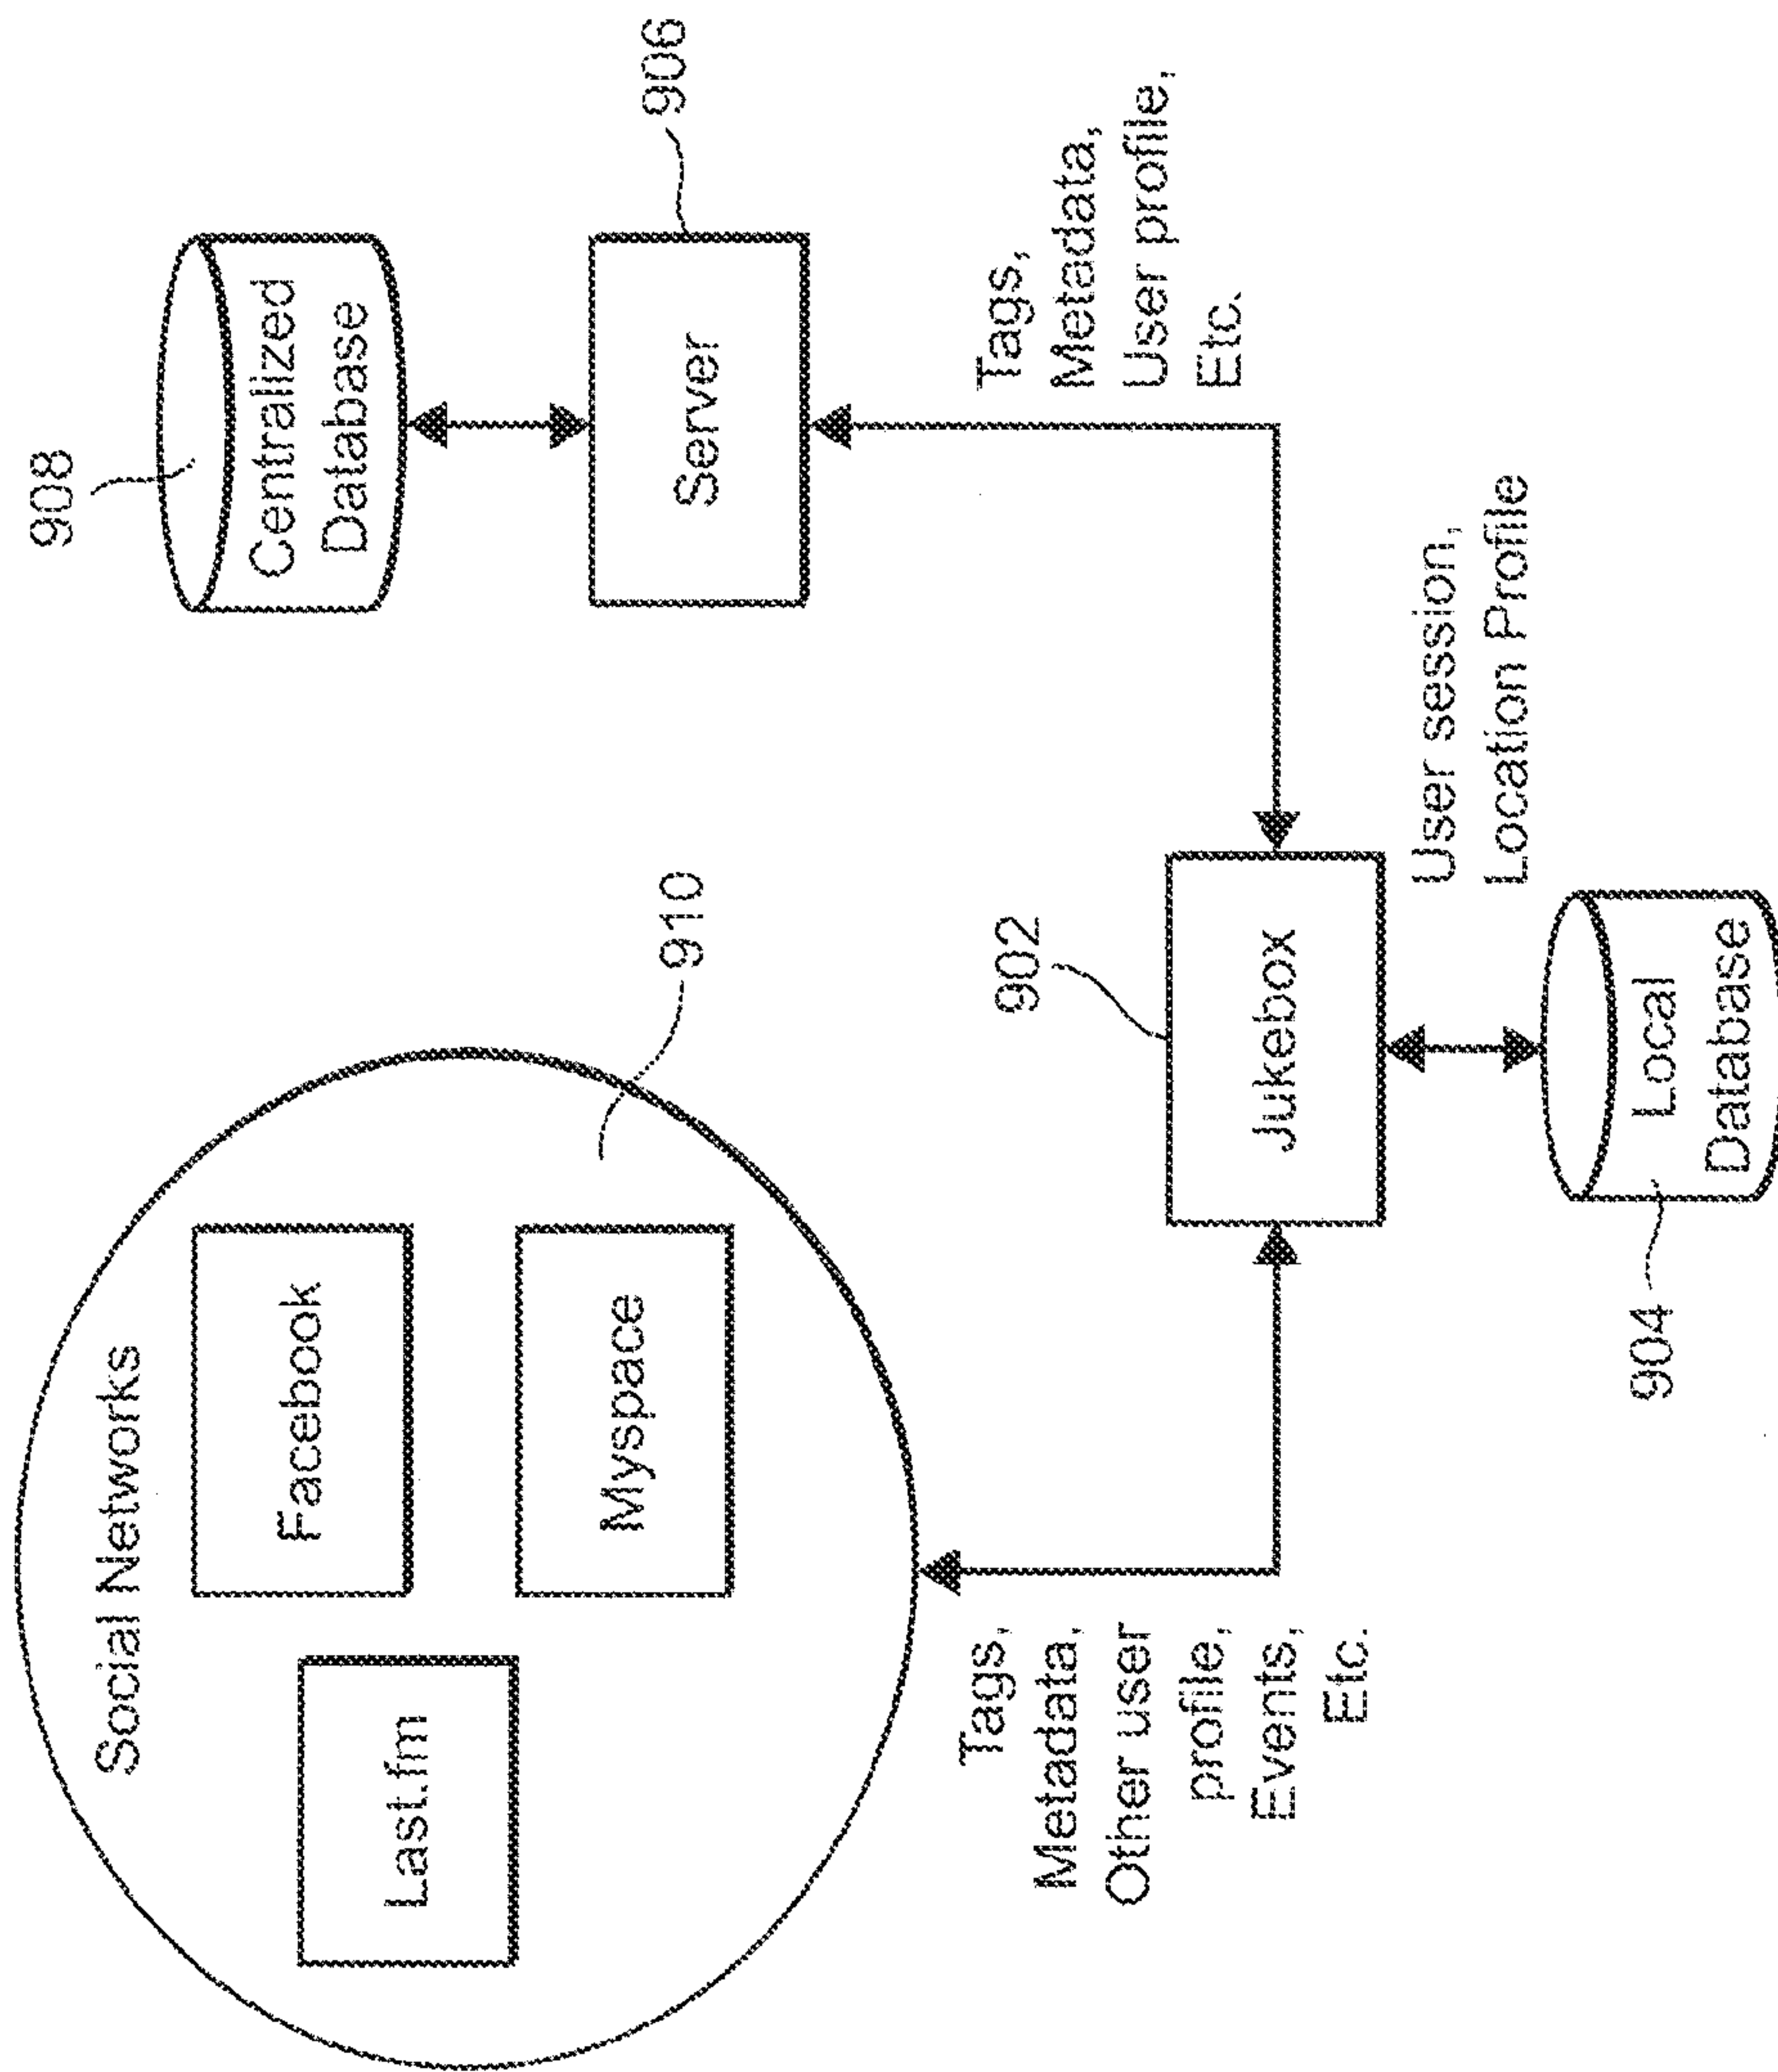 Social Networks
Last.fm
Facebook
Myspace
910
Tags,
Metadata,
Other user
profile,
Events,
Etc.
902
Jukebox
904
Local
Database
User session,
Location Profile
908
Centralized
Database
Server
906
Tags,
Metadata,
User profile,
Etc.